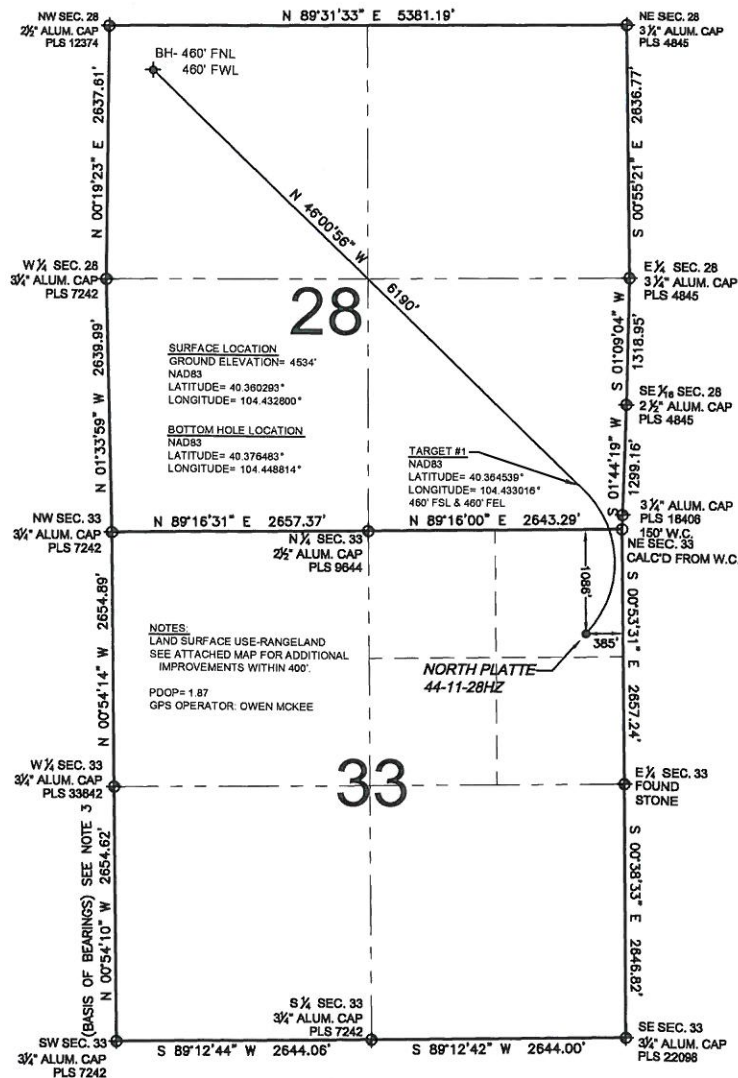 N 89°31'33" E 5381.19'
NW SEC. 28
2½" ALUM. CAP
PLS 12374
NE SEC. 28
3¼" ALUM. CAP
PLS 4845
BH- 460' FNL
460' FWL
N 00°19'23" E 2637.61'
S 00°55'21" E 2636.77'
N 46°00'56" W
6190'
W ¼ SEC. 28
3¼" ALUM. CAP
PLS 7242
E ¼ SEC. 28
3¼" ALUM. CAP
PLS 4845
28
SURFACE LOCATION
GROUND ELEVATION= 4534'
NAD83
LATITUDE= 40.360293°
LONGITUDE= 104.432800°
BOTTOM HOLE LOCATION
NAD83
LATITUDE= 40.376483°
LONGITUDE= 104.448814°
N 01°33'59" W 2639.99'
S 01°09'04" W
1318.95'
SE ⅟₁₆ SEC. 28
2½" ALUM. CAP
PLS 4845
TARGET #1
NAD83
LATITUDE= 40.364539°
LONGITUDE= 104.433016°
460' FSL & 460' FEL
S 01°44'19" W
1299.16'
3¼" ALUM. CAP
PLS 18406
150' W.C.
NE SEC. 33
CALC'D FROM W.C.
NW SEC. 33
3¼" ALUM. CAP
PLS 7242
N 89°16'31" E 2657.37'
N 89°16'00" E 2643.29'
N ¼ SEC. 33
2½" ALUM. CAP
PLS 9644
1086'
385'
N 00°54'14" W 2654.89'
S 00°53'31" E 2657.24'
NOTES:
LAND SURFACE USE-RANGELAND
SEE ATTACHED MAP FOR ADDITIONAL
IMPROVEMENTS WITHIN 400'.
PDOP= 1.87
GPS OPERATOR: OWEN MCKEE
NORTH PLATTE
44-11-28HZ
W ¼ SEC. 33
3¼" ALUM. CAP
PLS 33642
33
E ¼ SEC. 33
FOUND
STONE
(BASIS OF BEARINGS) SEE NOTE 3
N 00°54'10" W 2654.62'
S 00°38'33" E 2646.82'
S ¼ SEC. 33
3¼" ALUM. CAP
PLS 7242
SW SEC. 33
3¼" ALUM. CAP
PLS 7242
S 89°12'44" W 2644.06'
S 89°12'42" W 2644.00'
SE SEC. 33
3¼" ALUM. CAP
PLS 22098